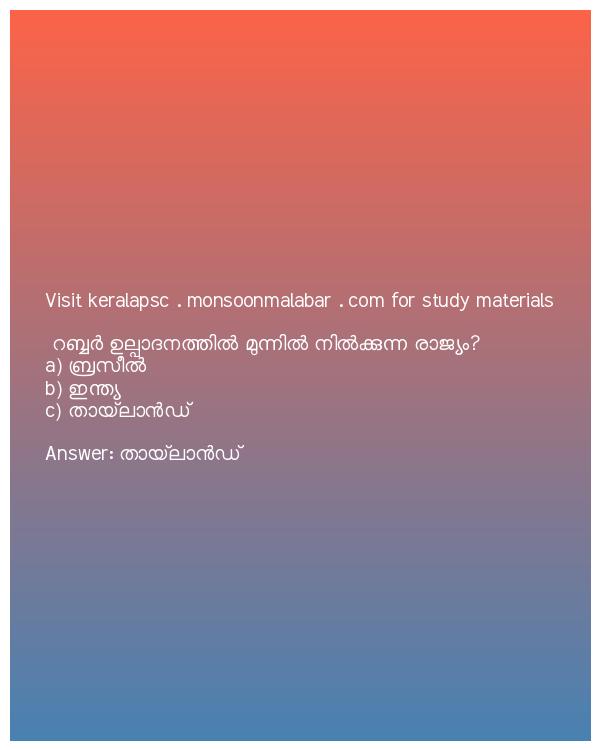 Visit keralapsc . monsoonmalabar . com for study materials
റബ്ബർ ഉല്പാദനത്തിൽ മുന്നിൽ നിൽക്കുന്ന രാജ്യം?
a) ബ്രസീൽ
b) ഇന്ത്യ
c) തായ്‌ലാൻഡ്
Answer: തായ്‌ലാൻഡ്